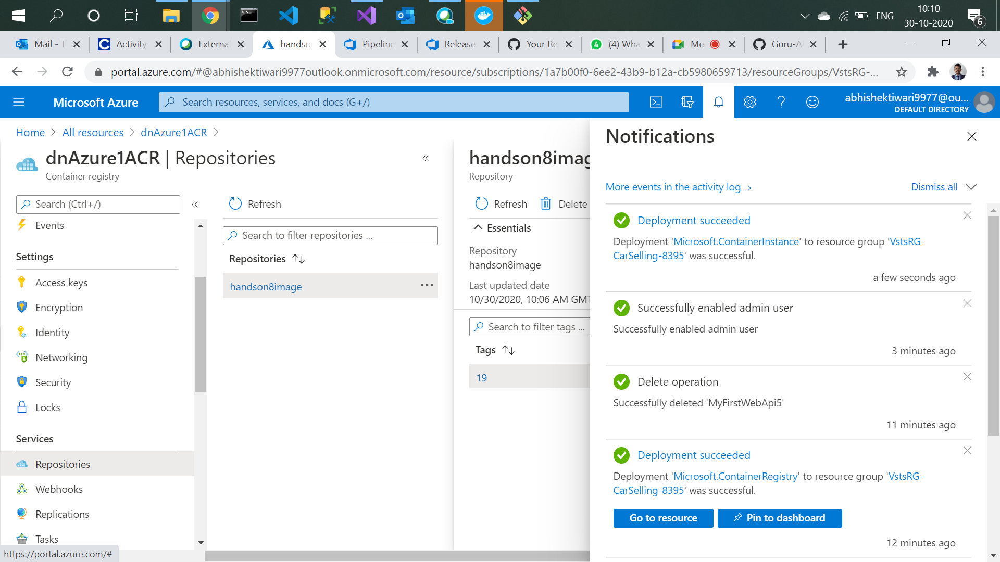 ENG
10:10
30-10-2020
6
Mail - T
Activity
External
handso
Pipeline
Release
Your Re
(4) Wha
Me
Guru-A
portal.azure.com/#@abhishektiwari9977outlook.onmicrosoft.com/resource/subscriptions/1a7b00f0-6ee2-43b9-b12a-cb5980659713/resourceGroups/VstsRG-...
Microsoft Azure
Search resources, services, and docs (G+/)
abhishektiwari9977@ou...
DEFAULT DIRECTORY
Home > All resources > dnAzure1ACR >
dnAzure1ACR | Repositories
Container registry
Search (Ctrl+/)
Events
Settings
Access keys
Encryption
Identity
Networking
Security
Locks
Services
Repositories
Webhooks
Replications
Tasks
https://portal.azure.com/#
Refresh
Search to filter repositories ...
Repositories
handson8image
handson8imag
Repository
Refresh
Delete
Essentials
Repository
handson8image
Last updated date
10/30/2020, 10:06 AM GMT
Search to filter tags ...
Tags
19
Notifications
More events in the activity log →
Dismiss all
Deployment succeeded
Deployment 'Microsoft.ContainerInstance' to resource group 'VstsRG-
CarSelling-8395' was successful.
a few seconds ago
Successfully enabled admin user
Successfully enabled admin user
3 minutes ago
Delete operation
Successfully deleted 'MyFirstWebApi5'
11 minutes ago
Deployment succeeded
Deployment 'Microsoft.ContainerRegistry' to resource group 'VstsRG-
CarSelling-8395' was successful.
Go to resource
Pin to dashboard
12 minutes ago